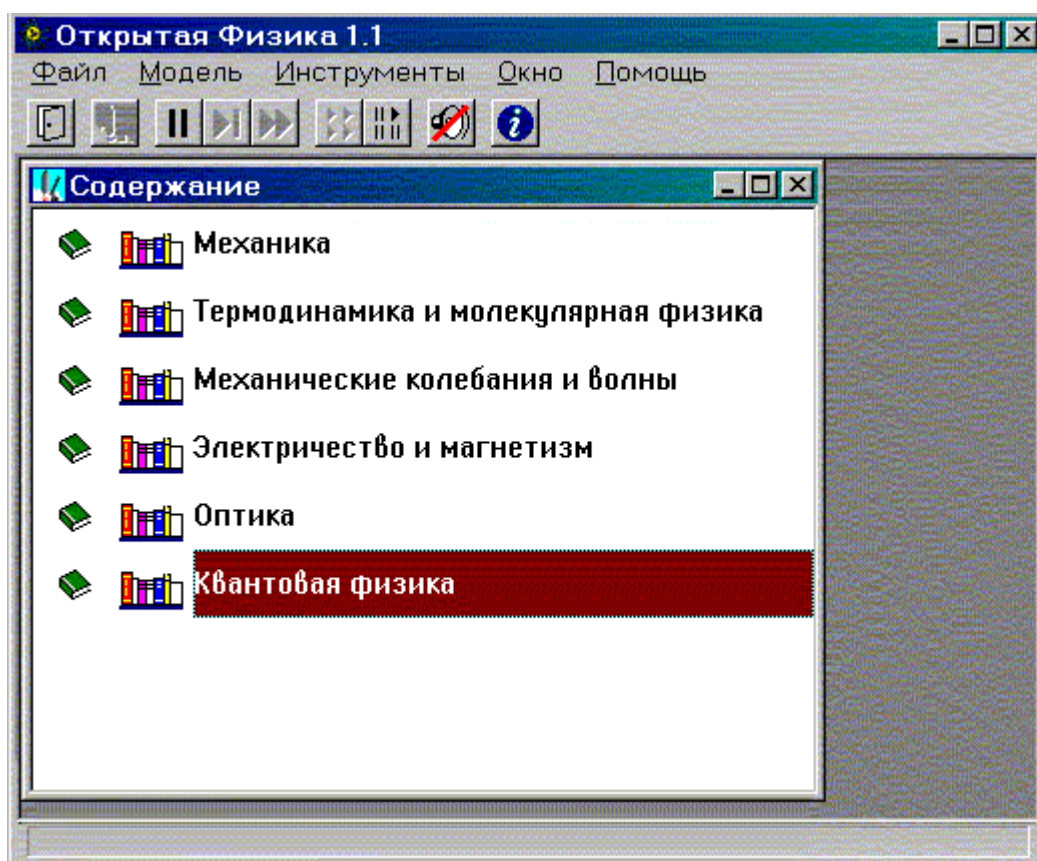 Открытая Физика 1.1
Файл Модель Инструменты Окно Помощь
Содержание
Механика
Термодинамика и молекулярная физика
Механические колебания и волны
Электричество и магнетизм
Оптика
Квантовая физика